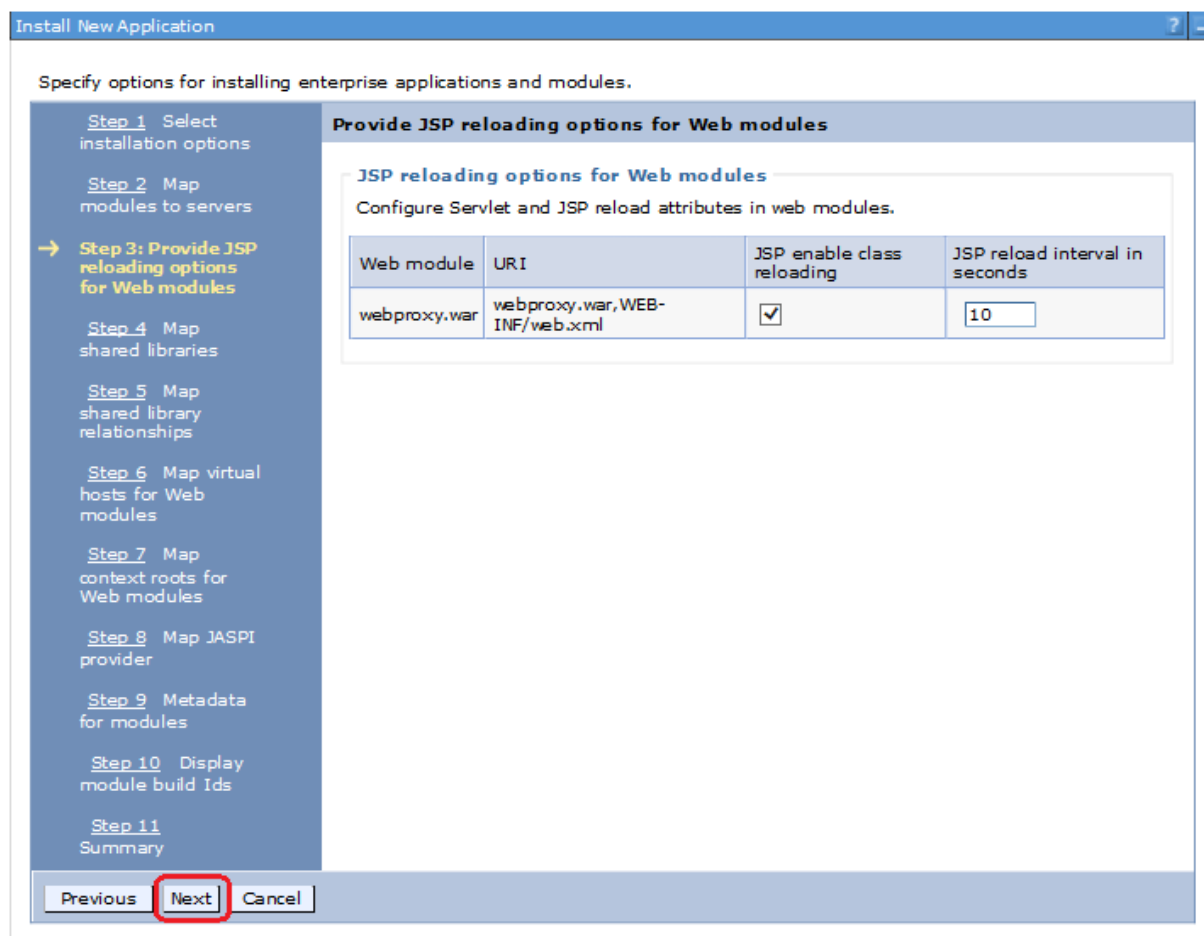 Install New Application
?
Specify options for installing enterprise applications and modules.
Step 1 Select
installation options
Step 2 Map
modules to servers
Step 3: Provide JSP
reloading options
for Web modules
Step 4 Map
shared libraries
Step 5 Map
shared library
relationships
Step 6 Map virtual
hosts for Web
modules
Step 7 Map
context roots for
Web modules
Step 8 Map JASPI
provider
Step 9 Metadata
for modules
Step 10 Display
module build Ids
Step 11
Summary
Provide JSP reloading options for Web modules
JSP reloading options for Web modules
Configure Servlet and JSP reload attributes in web modules.
Web module URI JSP enable class reloading JSP reload interval in seconds
webproxy.war webproxy.war,WEB-INF/web.xml 10
Previous Next Cancel